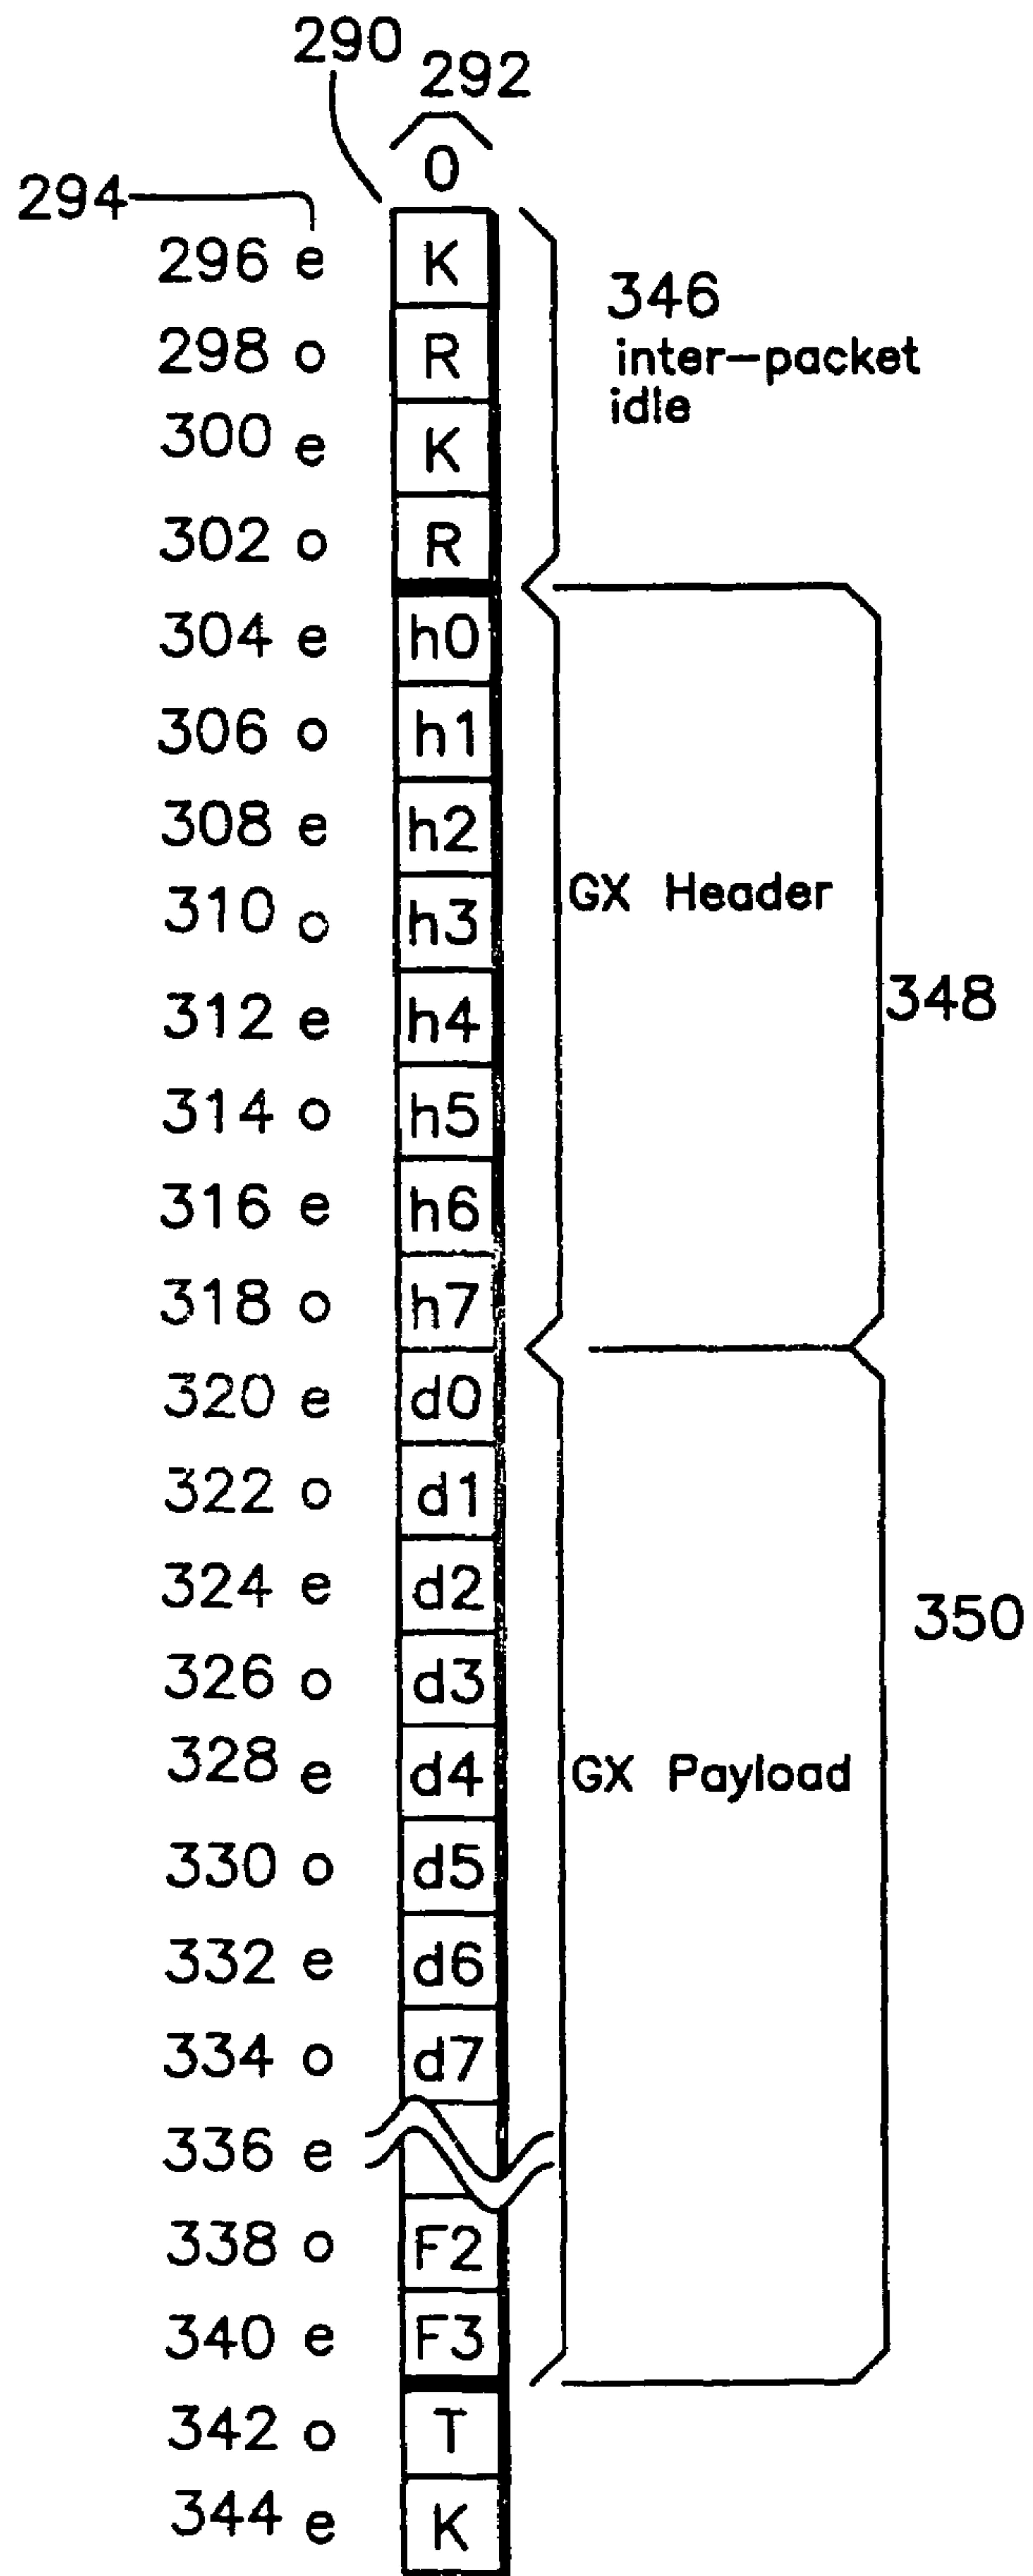 290
292
0
294
296 e K
346
inter-packet
idle
298 o R
300 e K
302 o R
304 e h0
306 o h1
308 e h2
310 o h3
GX Header
312 e h4
348
314 o h5
316 e h6
318 o h7
320 e d0
322 o d1
324 e d2
350
326 o d3
328 e d4
GX Payload
330 o d5
332 e d6
334 o d7
336 e
338 o F2
340 e F3
342 o T
344 e K